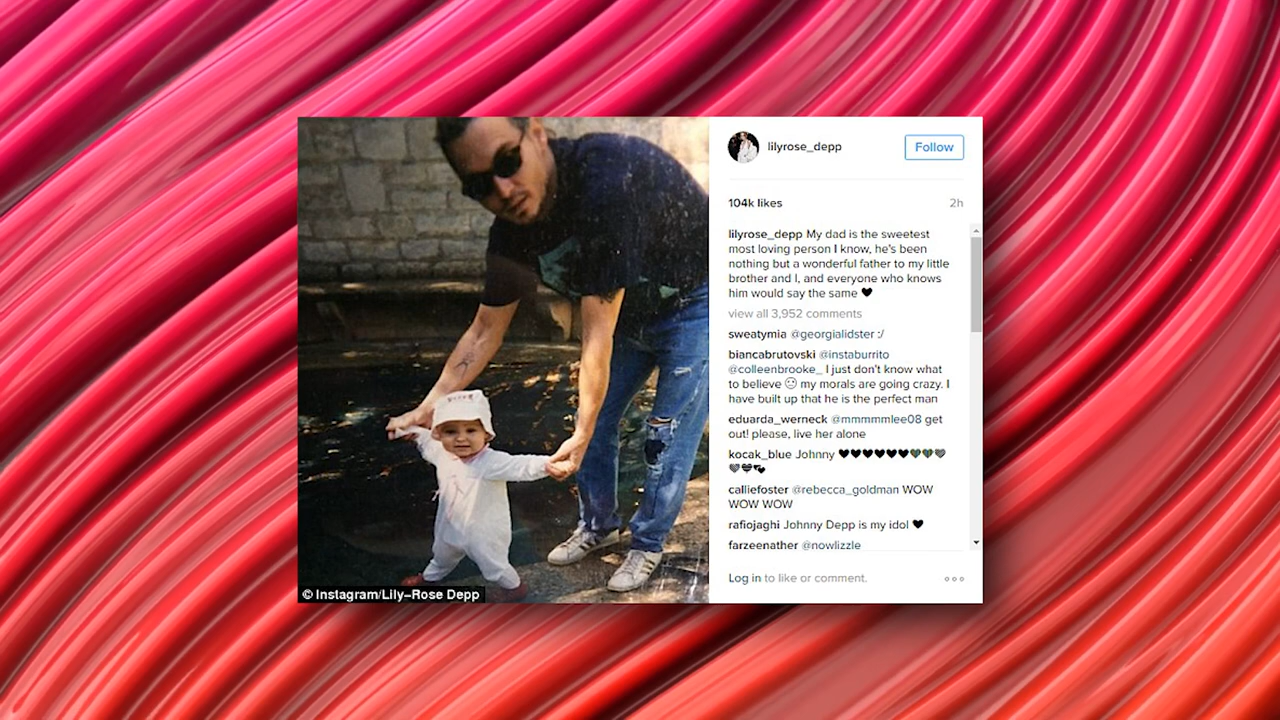 lilyrose_depp
Follow
104k likes
2h
lilyrose_depp My dad is the sweetest
most loving person I know, he's been
nothing but a wonderful father to my little
brother and I, and everyone who knows
him would say the same 🖤
view all 3,952 comments
sweatymia @georgialidster :/
biancabrutovski @instaburrito
@colleenbrooke_ I just don't know what
to believe 😐 my morals are going crazy. I
have built up that he is the perfect man
eduarda_werneck @mmmmmlee08 get
out! please, live her alone
kocak_blue Johnny 🖤🖤🖤🖤🖤🖤💚💙💜
💛❤💘
calliefoster @rebecca_goldman WOW
WOW WOW
rafiojaghi Johnny Depp is my idol 🖤
farzeenather @nowlizzle
Log in to like or comment.
© Instagram/Lily–Rose Depp